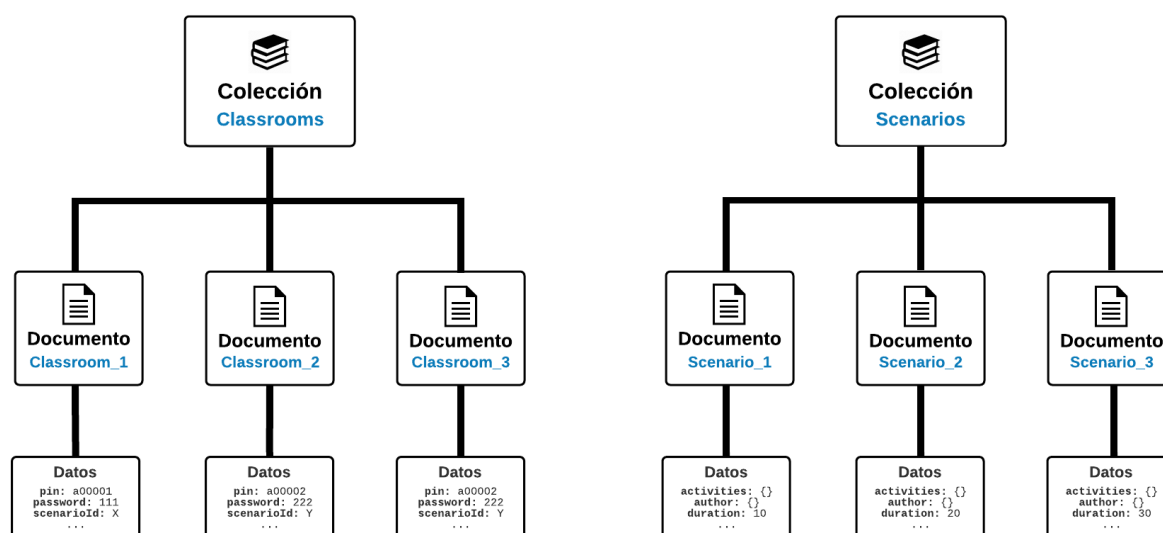 Colección
Classrooms
Documento
Classroom_1
Documento
Classroom_2
Documento
Classroom_3
Datos
pin: a00001
password: 111
scenarioId: X
...
Datos
pin: a00002
password: 222
scenarioId: Y
...
Datos
pin: a00002
password: 222
scenarioId: Y
...
Colección
Scenarios
Documento
Scenario_1
Documento
Scenario_2
Documento
Scenario_3
Datos
activities: {}
author: {}
duration: 10
...
Datos
activities: {}
author: {}
duration: 20
...
Datos
activities: {}
author: {}
duration: 30
...